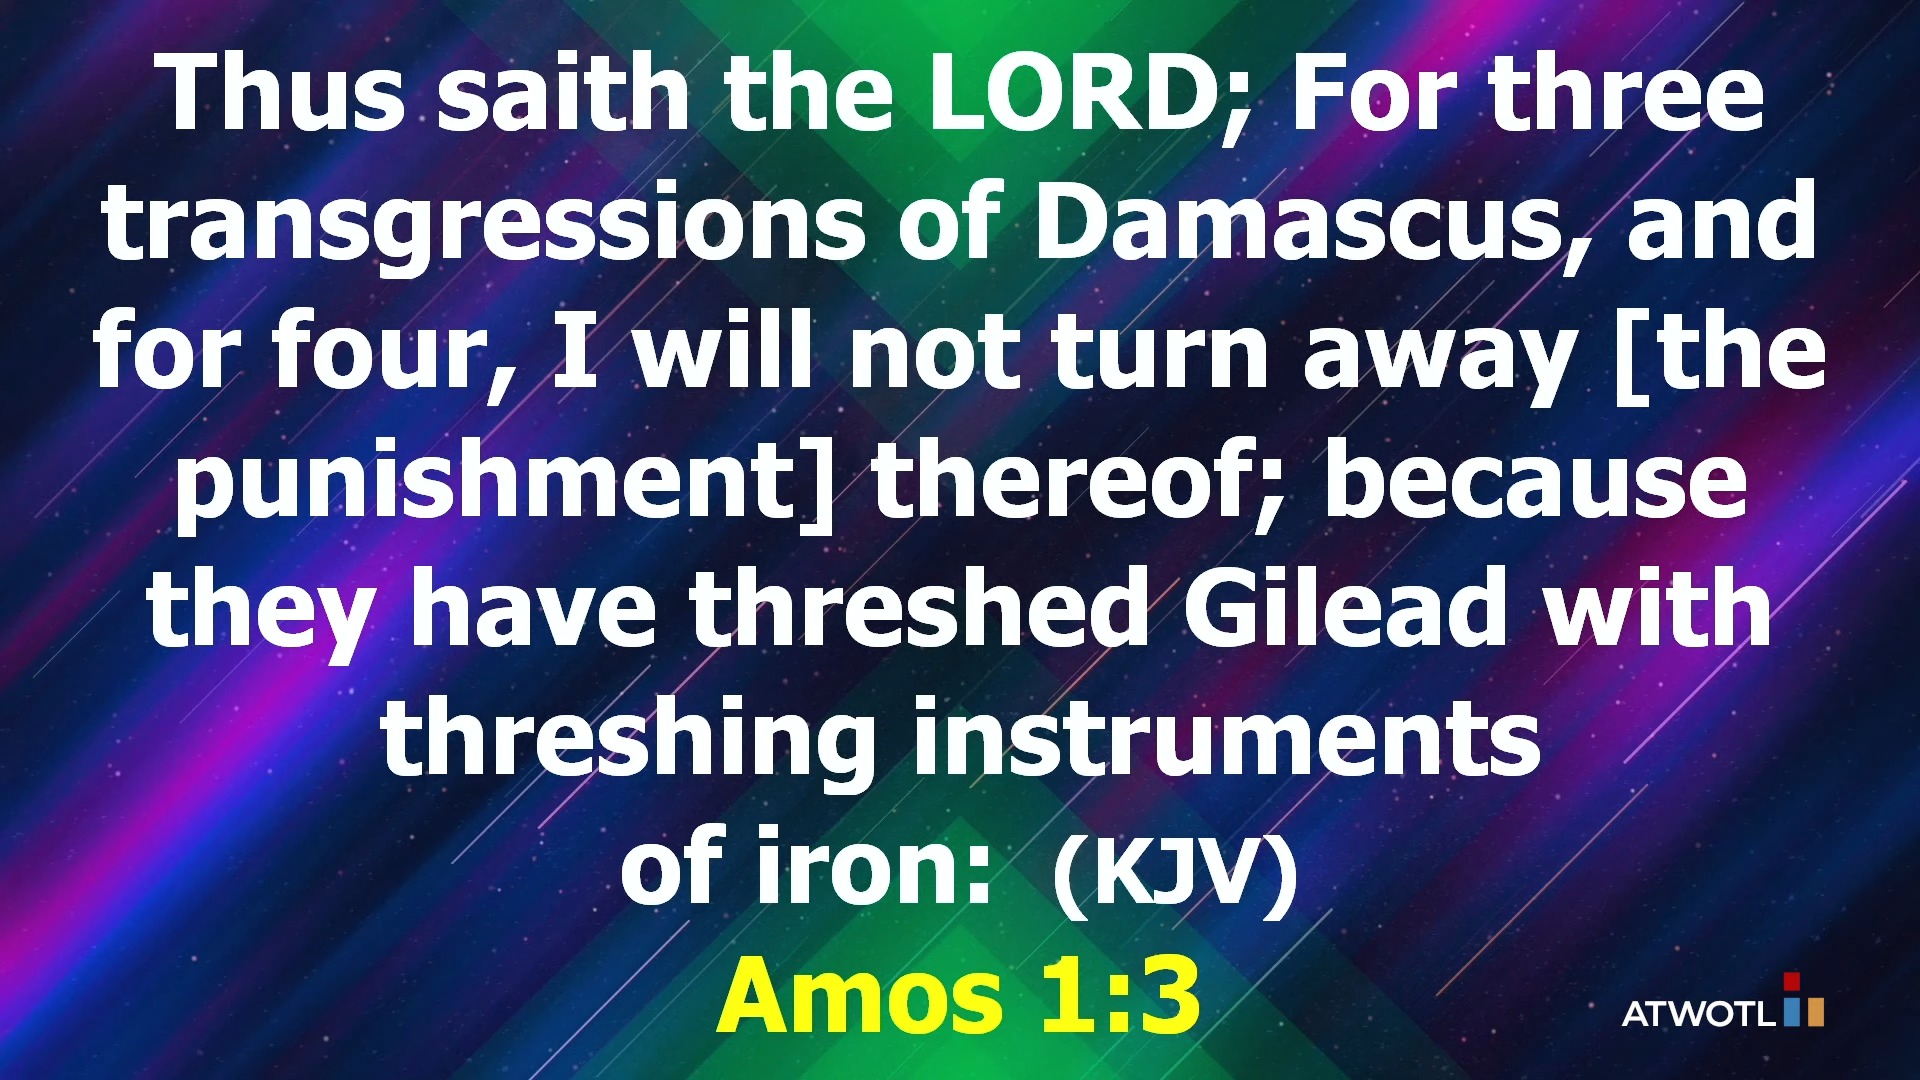 Thus saith the LORD; For three
transgressions of Damascus, and
for four, I will not turn away [the
punishment] thereof; because
they have threshed Gilead with
threshing instruments
of iron:  (KJV)
Amos 1:3
ATWOTL